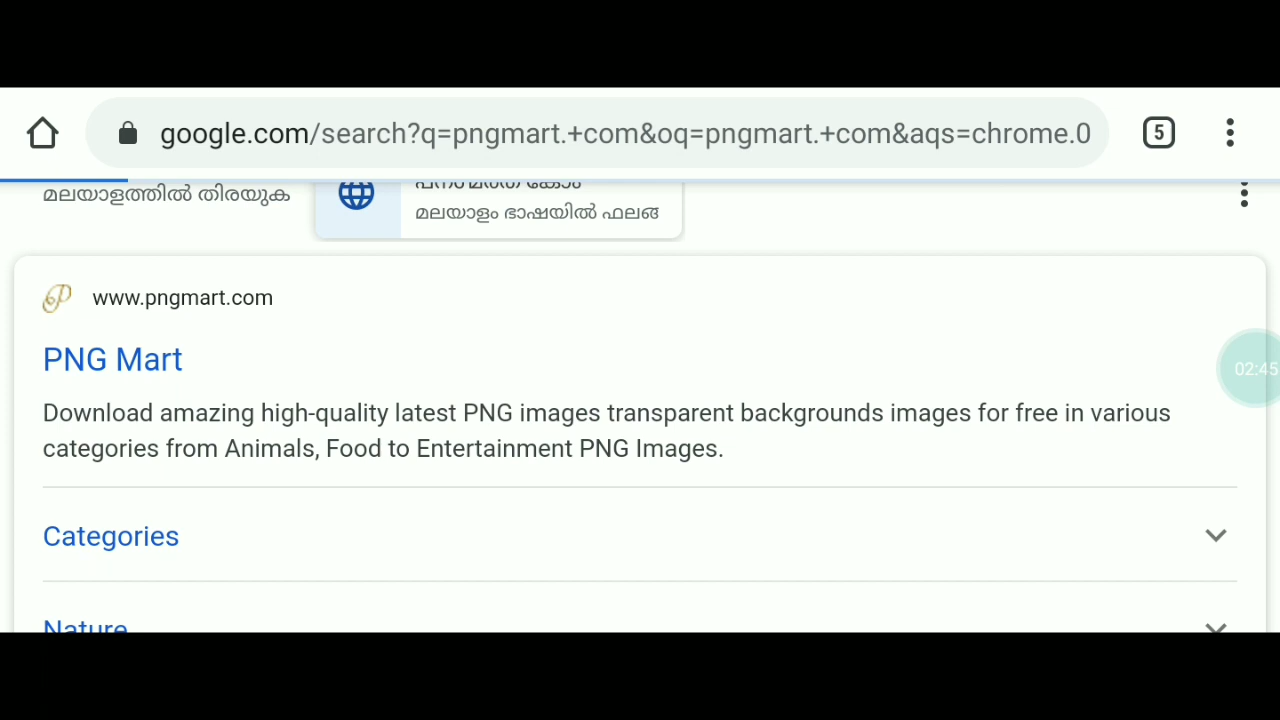 google.com/search?q=pngmart.+com&oq=pngmart.+com&aqs=chrome.0
5
മലയാളത്തിൽ തിരയുക
മലയാളം ഭാഷയിൽ ഫലങ്ങ
www.pngmart.com
PNG Mart
02:45
Download amazing high-quality latest PNG images transparent backgrounds images for free in various
categories from Animals, Food to Entertainment PNG Images.
Categories
Nature